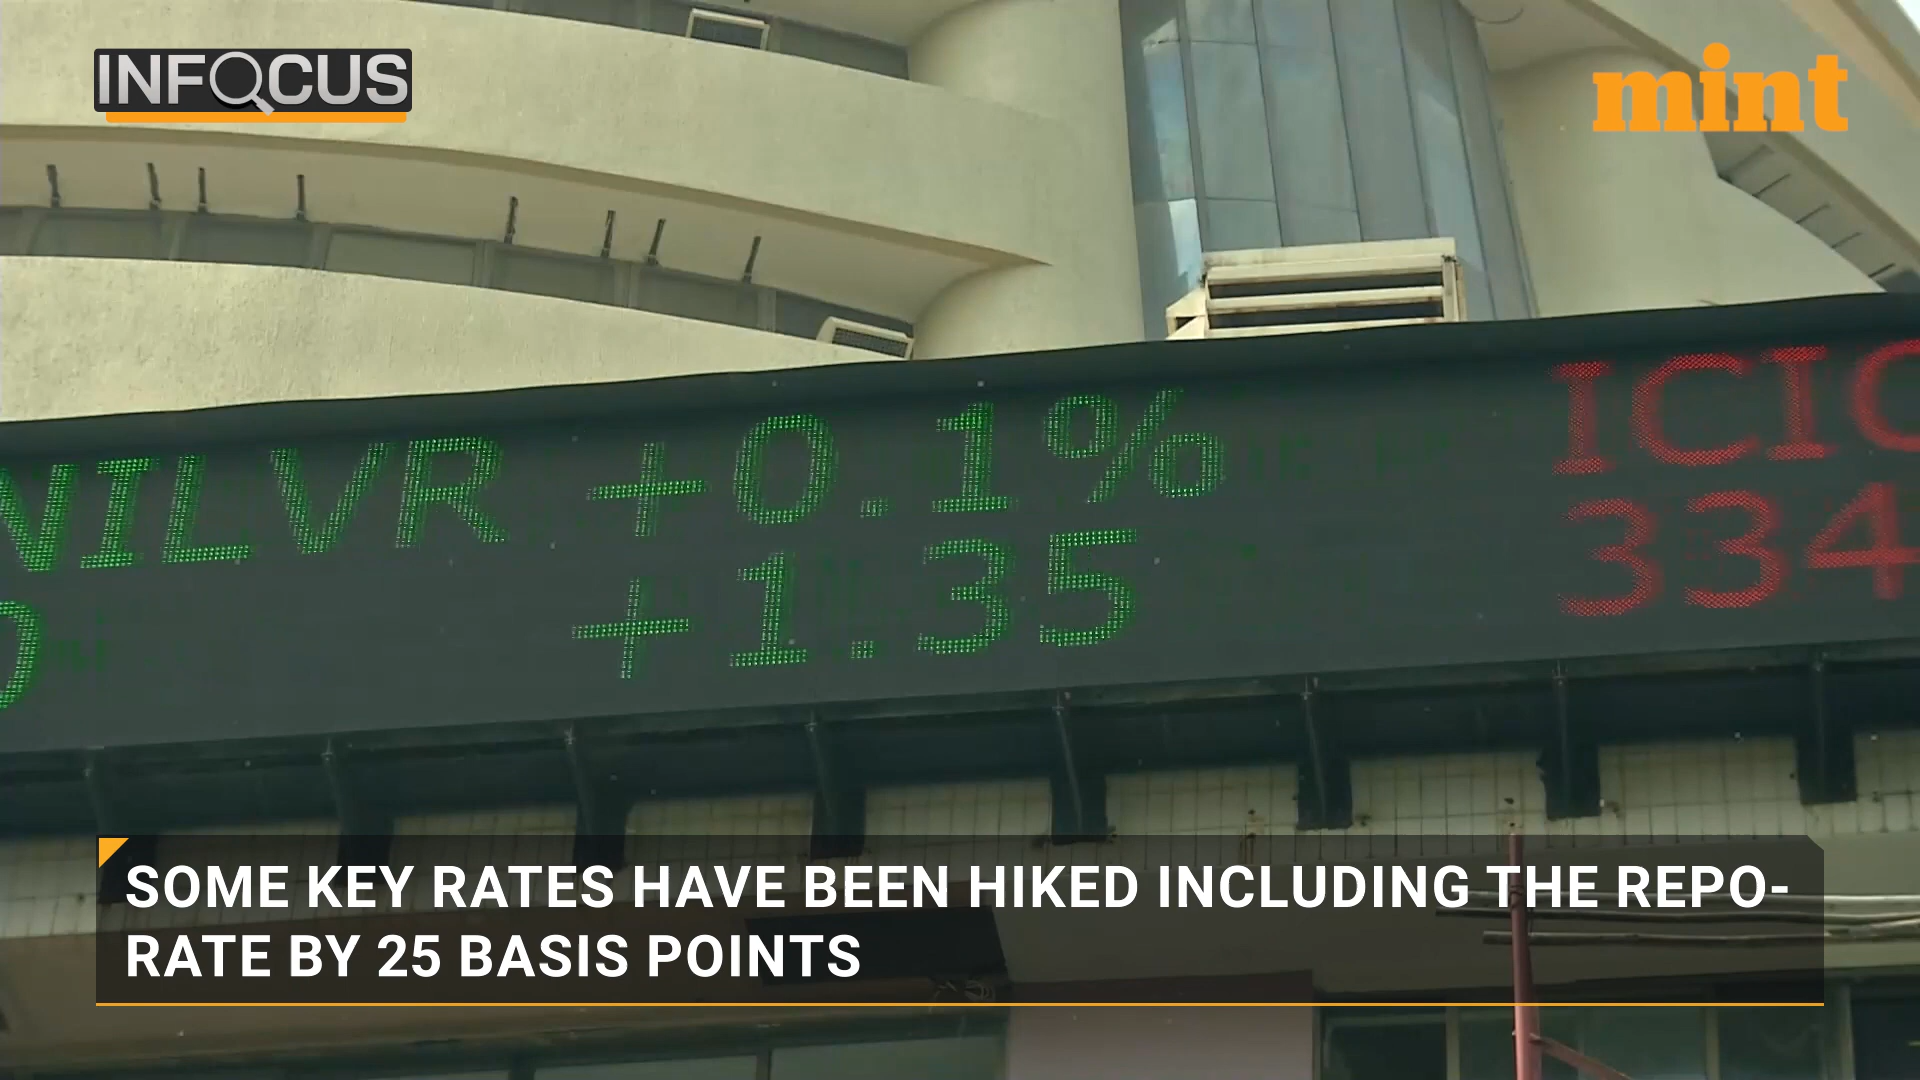 INFOCUS
mint
NILVR +0.1%
+1.35
ICIC
334
SOME KEY RATES HAVE BEEN HIKED INCLUDING THE REPO-
RATE BY 25 BASIS POINTS